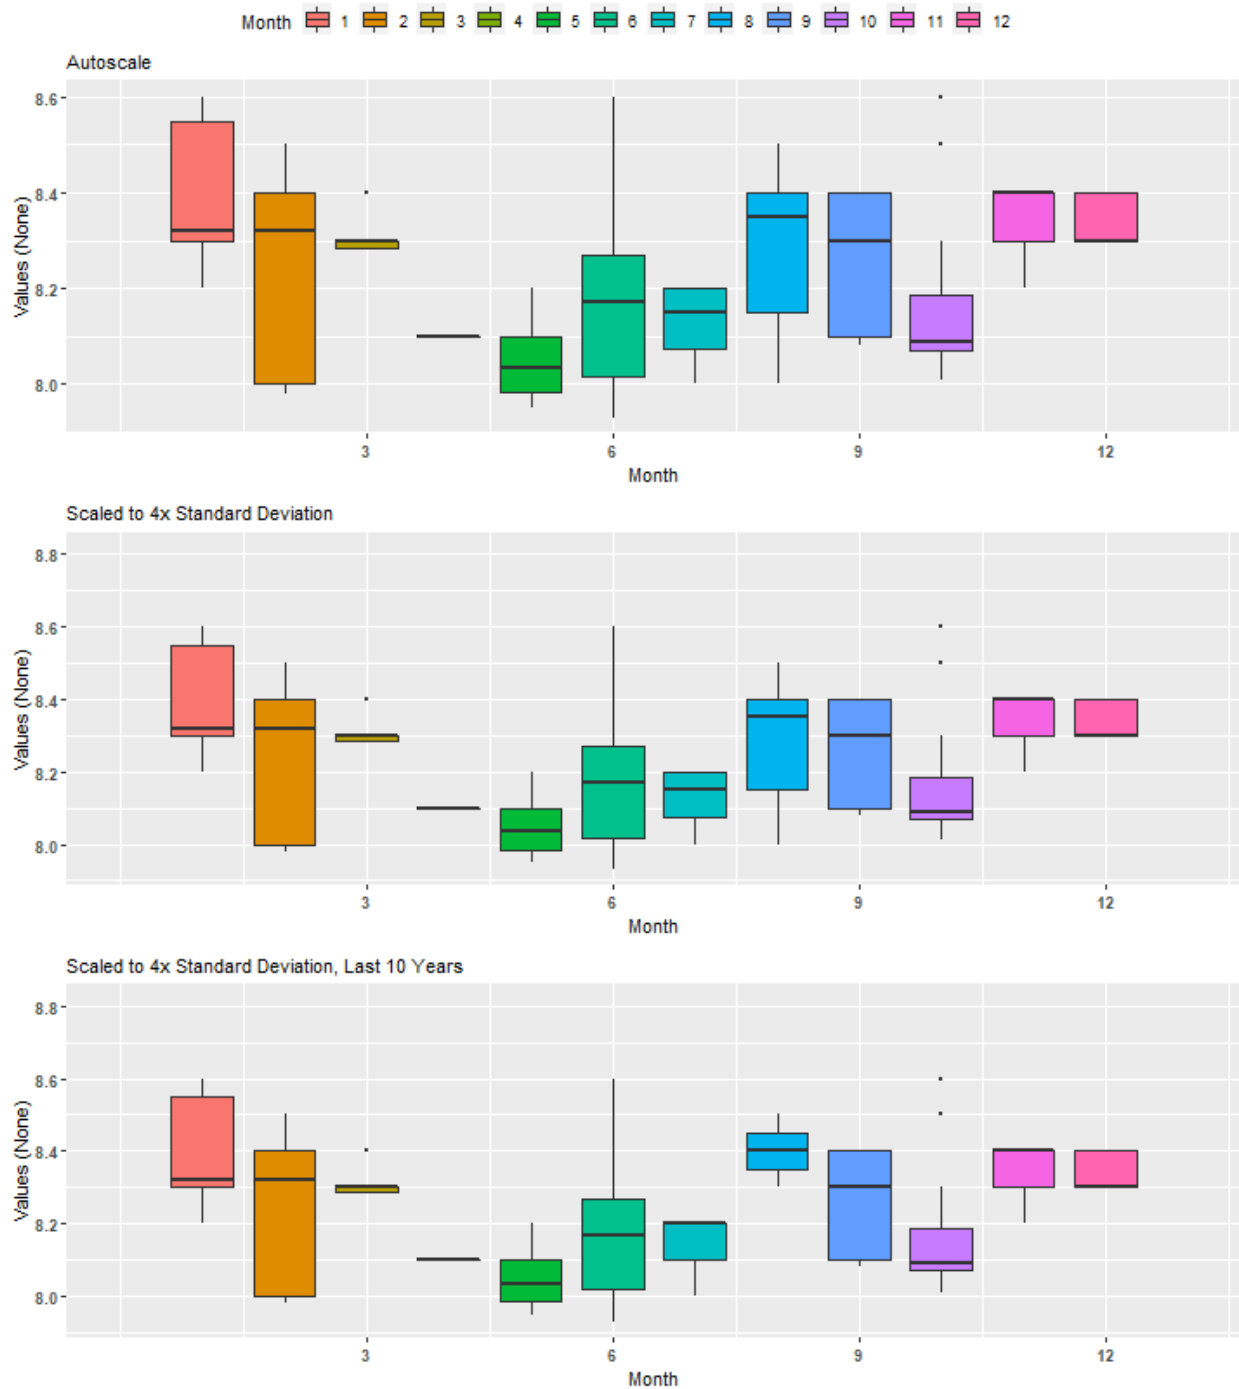 Month 1 2 3 4 5 6 7 8 9 10 11 12
Autoscale
Values (None)
8.6
8.4
8.2
8.0
3 6 9 12
Month
Scaled to 4x Standard Deviation
Values (None)
8.8
8.6
8.4
8.2
8.0
3 6 9 12
Month
Scaled to 4x Standard Deviation, Last 10 Years
Values (None)
8.8
8.6
8.4
8.2
8.0
3 6 9 12
Month